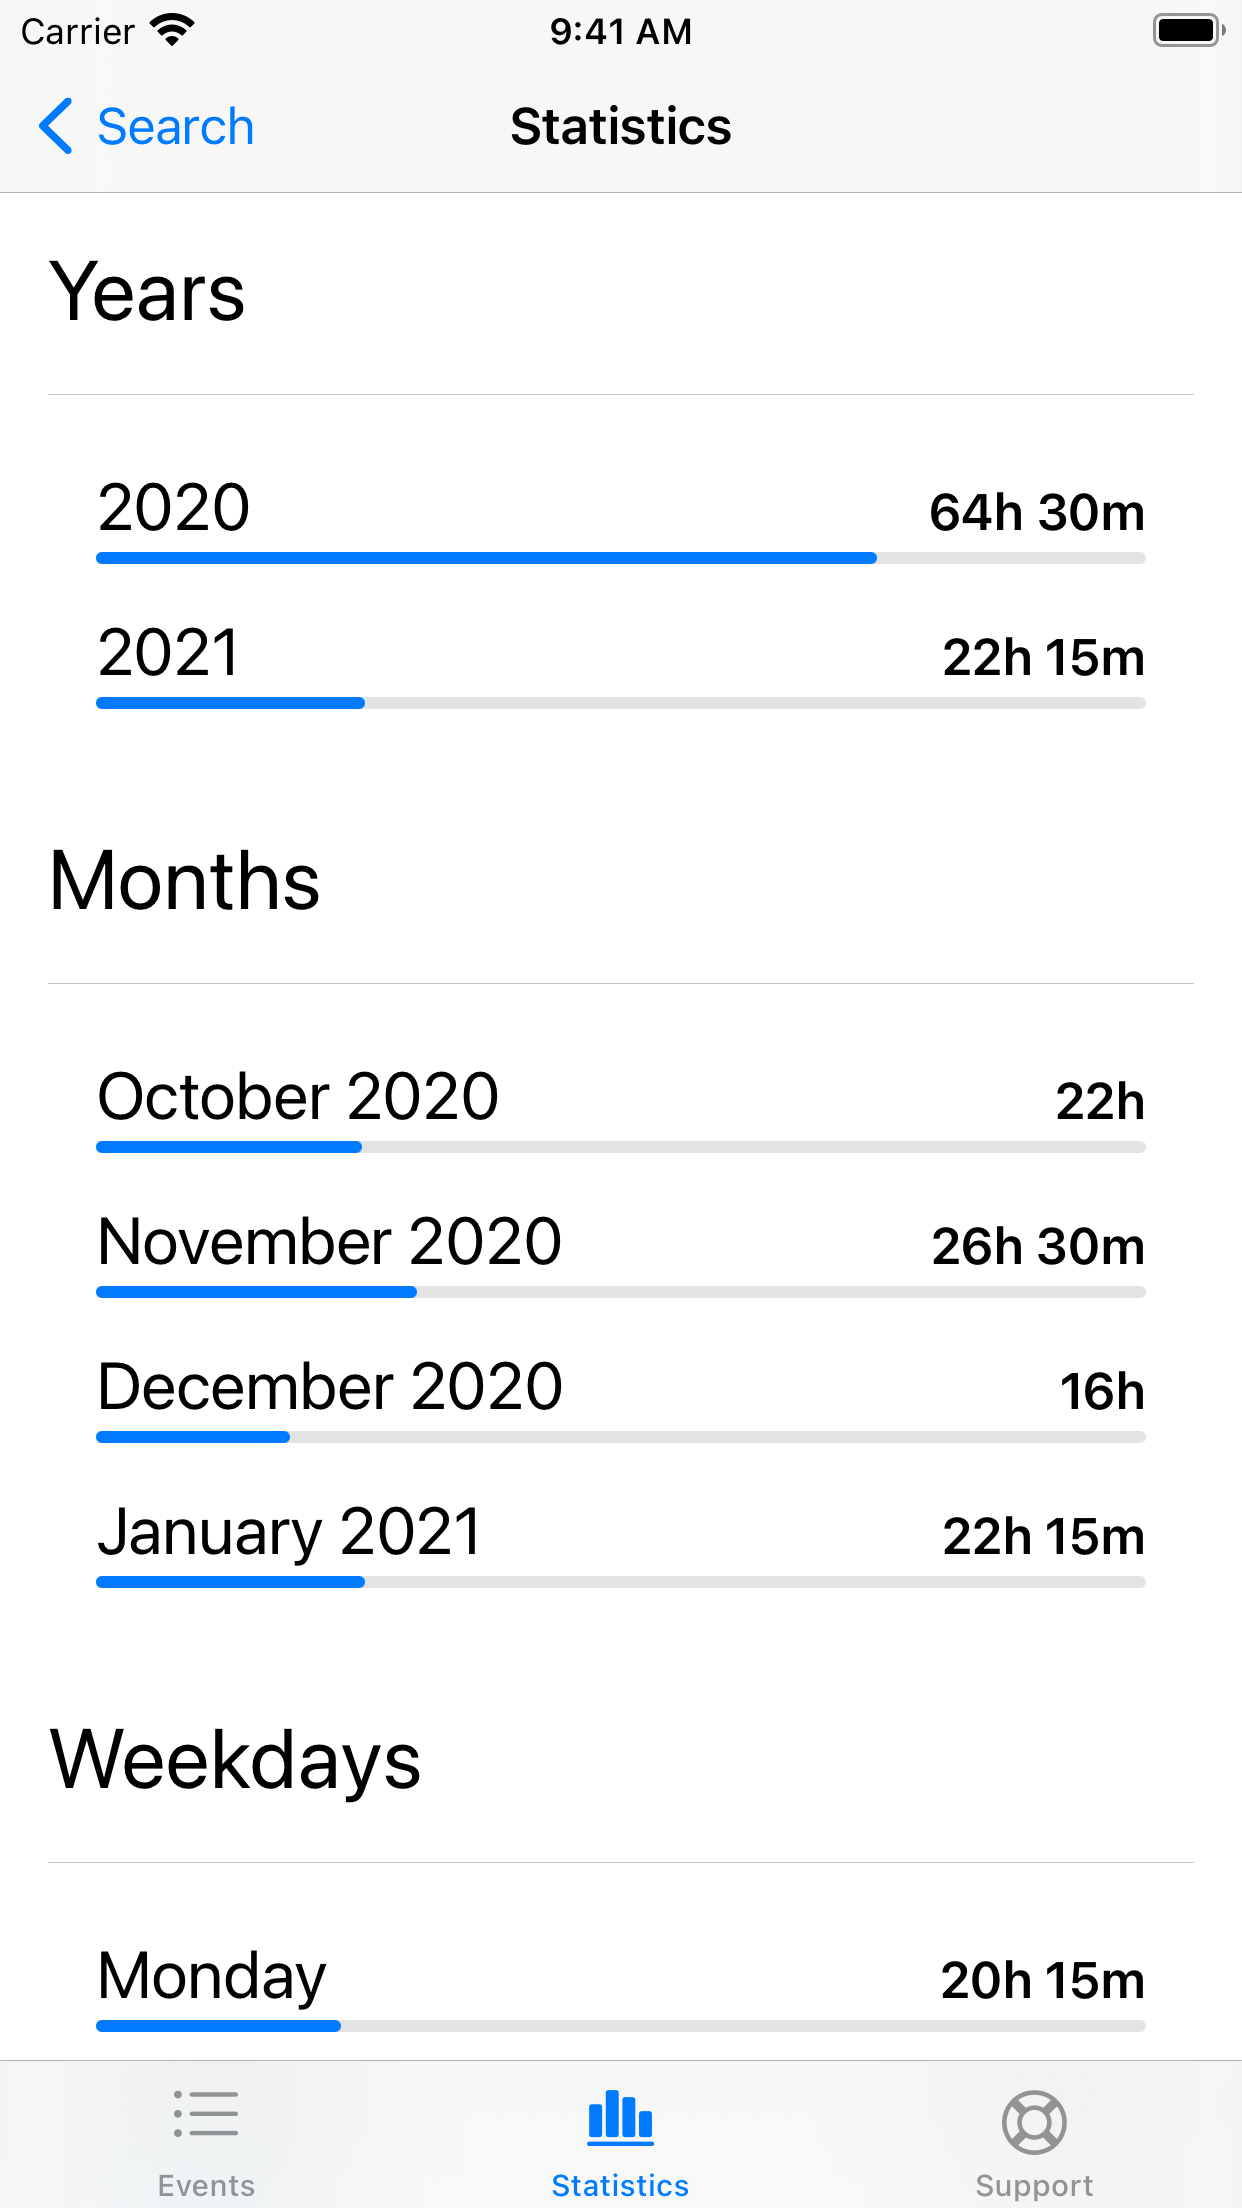 Carrier 9:41 AM
Search Statistics
Years
2020 64h 30m
2021 22h 15m
Months
October 2020 22h
November 2020 26h 30m
December 2020 16h
January 2021 22h 15m
Weekdays
Monday 20h 15m
Events Statistics Support